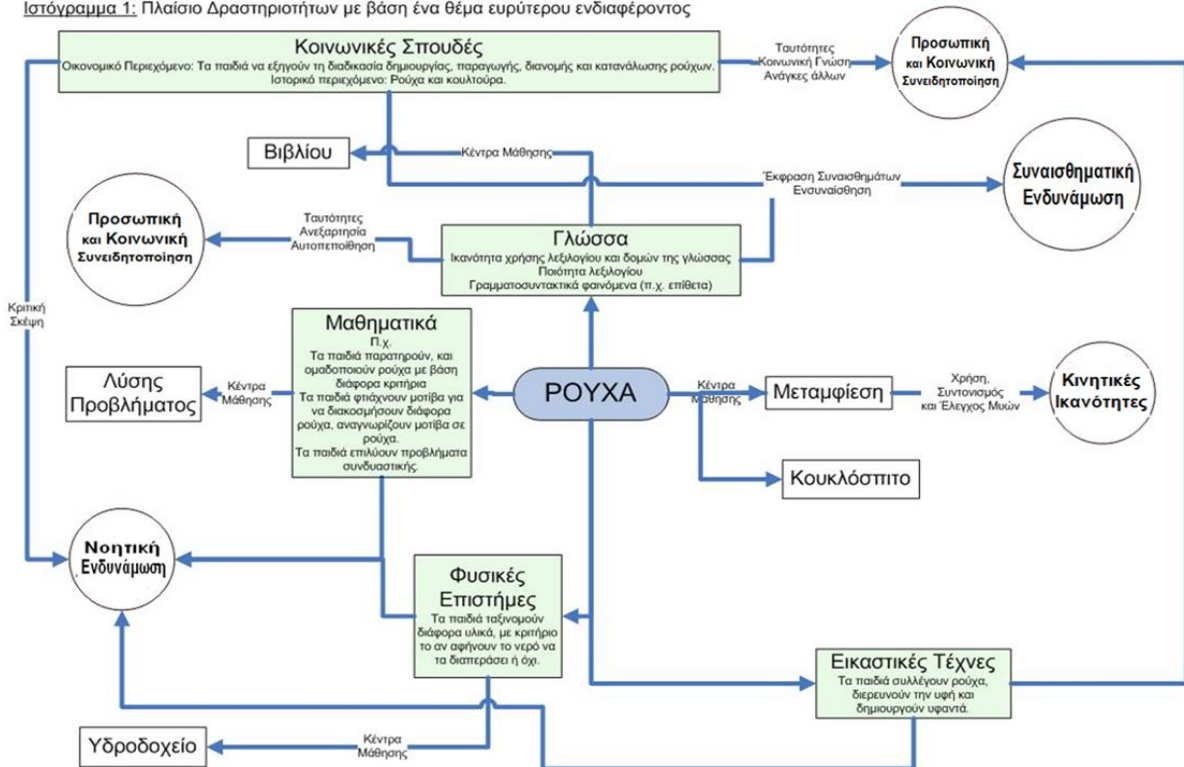 Ιστόγραμμα 1: Πλαίσιο Δραστηριοτήτων με βάση ένα θέμα ευρύτερου ενδιαφέροντος
Κοινωνικές Σπουδές
Οικονομικό Περιεχόμενο: Τα παιδιά να εξηγούν τη διαδικασία δημιουργίας, παραγωγής, διανομής και κατανάλωσης ρούχων.
Ιστορικό περιεχόμενο: Ρούχα και κουλτούρα.
Ταυτότητες
Κοινωνική Γνώση
Ανάγκες άλλων
Προσωπική
και Κοινωνική
Συνειδητοποίηση
Βιβλίου
Κέντρα Μάθησης
Έκφραση Συναισθημάτων
Ενσυναίσθηση
Συναισθηματική
Ενδυνάμωση
Προσωπική
και Κοινωνική
Συνειδητοποίηση
Ταυτότητες
Ανεξαρτησία
Αυτοπεποίθηση
Γλώσσα
Ικανότητα χρήσης λεξιλογίου και δομών της γλώσσας
Ποιότητα λεξιλογίου
Γραμματοσυντακτικά φαινόμενα (π.χ. επίθετα)
Κριτική
Σκέψη
Μαθηματικά
Π.χ.
Τα παιδιά παρατηρούν, και
ομαδοποιούν ρούχα με βάση
διάφορα κριτήρια
Τα παιδιά φτιάχνουν μοτίβα για
να διακοσμήσουν διάφορα
ρούχα, αναγνωρίζουν μοτίβα σε
ρούχα.
Τα παιδιά επιλύουν προβλήματα
συνδυαστικής.
Λύσης
Προβλήματος
Κέντρα
Μάθησης
ΡΟΥΧΑ
Κέντρα
Μάθησης
Μεταμφίεση
Χρήση,
Συντονισμός
και Έλεγχος Μυών
Κινητικές
Ικανότητες
Κουκλόσπιτο
Νοητική
Ενδυνάμωση
Φυσικές
Επιστήμες
Τα παιδιά ταξινομούν
διάφορα υλικά, με κριτήριο
το αν αφήνουν το νερό να
τα διαπεράσει ή όχι.
Εικαστικές Τέχνες
Τα παιδιά συλλέγουν ρούχα,
διερευνούν την υφή και
δημιουργούν υφαντά.
Υδροδοχείο
Κέντρα
Μάθησης